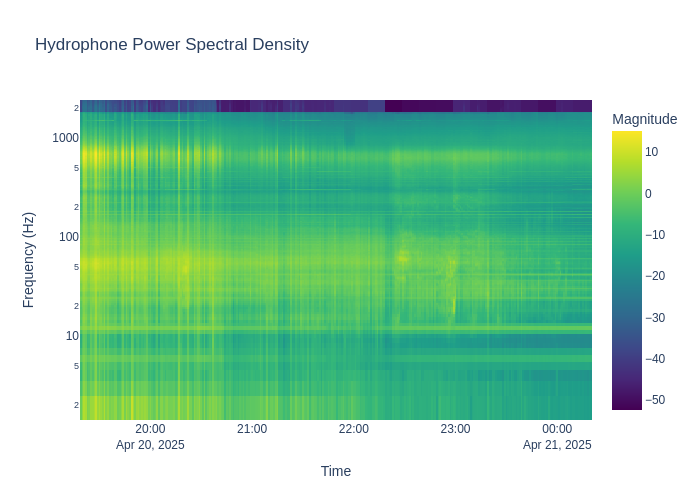 Hydrophone Power Spectral Density
Magnitude
Frequency (Hz)
2
1000
5
2
100
5
2
10
5
2
10
0
−10
−20
−30
−40
−50
20:00 21:00 22:00 23:00 00:00
Apr 20, 2025 Apr 21, 2025
Time